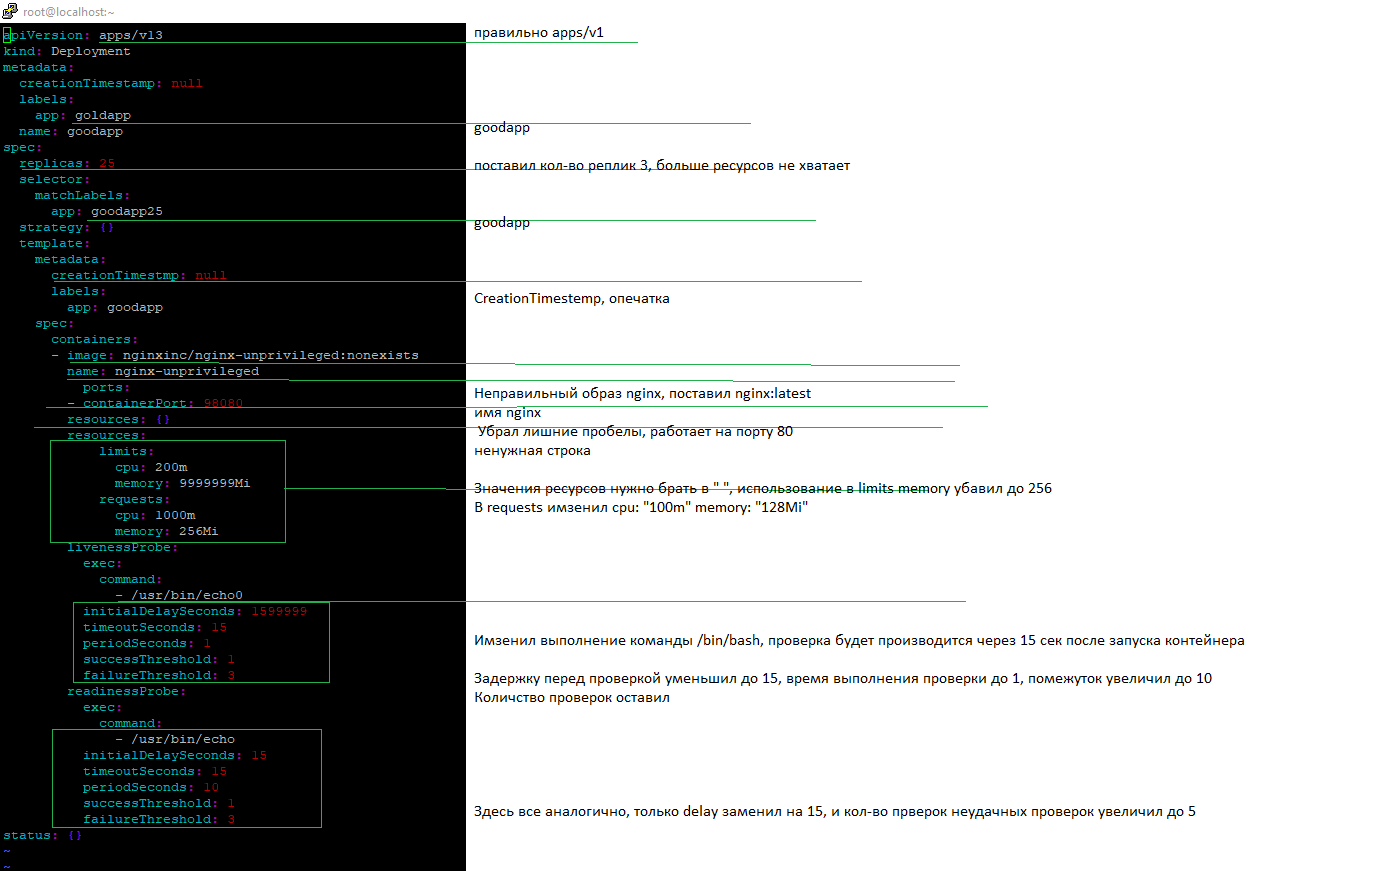 root@localhost:~
apiVersion: apps/v13
правильно apps/v1
kind: Deployment
metadata:
creationTimestamp: null
labels:
app: goldapp
goodapp
name: goodapp
spec:
replicas: 25
поставил кол-во реплик 3, больше ресурсов не хватает
selector:
matchLabels:
app: goodapp25
goodapp
strategy: {}
template:
metadata:
creationTimestmp: null
labels:
CreationTimestemp, опечатка
app: goodapp
spec:
containers:
- image: nginxinc/nginx-unprivileged:nonexists
name: nginx-unprivileged
ports:
Неправильный образ nginx, поставил nginx:latest
- containerPort: 98080
имя nginx
resources: {}
Убрал лишние пробелы, работает на порту 80
resources:
ненужная строка
limits:
cpu: 200m
memory: 9999999Mi
Значения ресурсов нужно брать в " ", использование в limits memory убавил до 256
requests:
В requests имзенил cpu: "100m" memory: "128Mi"
cpu: 1000m
memory: 256Mi
livenessProbe:
exec:
command:
- /usr/bin/echo0
initialDelaySeconds: 1599999
timeoutSeconds: 15
Имзенил выполнение команды /bin/bash, проверка будет производится через 15 сек после запуска контейнера
periodSeconds: 1
successThreshold: 1
failureThreshold: 3
Задержку перед проверкой уменьшил до 15, время выполнения проверки до 1, помежуток увеличил до 10
readinessProbe:
Количство проверок оставил
exec:
command:
- /usr/bin/echo
initialDelaySeconds: 15
timeoutSeconds: 15
periodSeconds: 10
successThreshold: 1
Здесь все аналогично, только delay заменил на 15, и кол-во прверок неудачных проверок увеличил до 5
failureThreshold: 3
status: {}
~
~